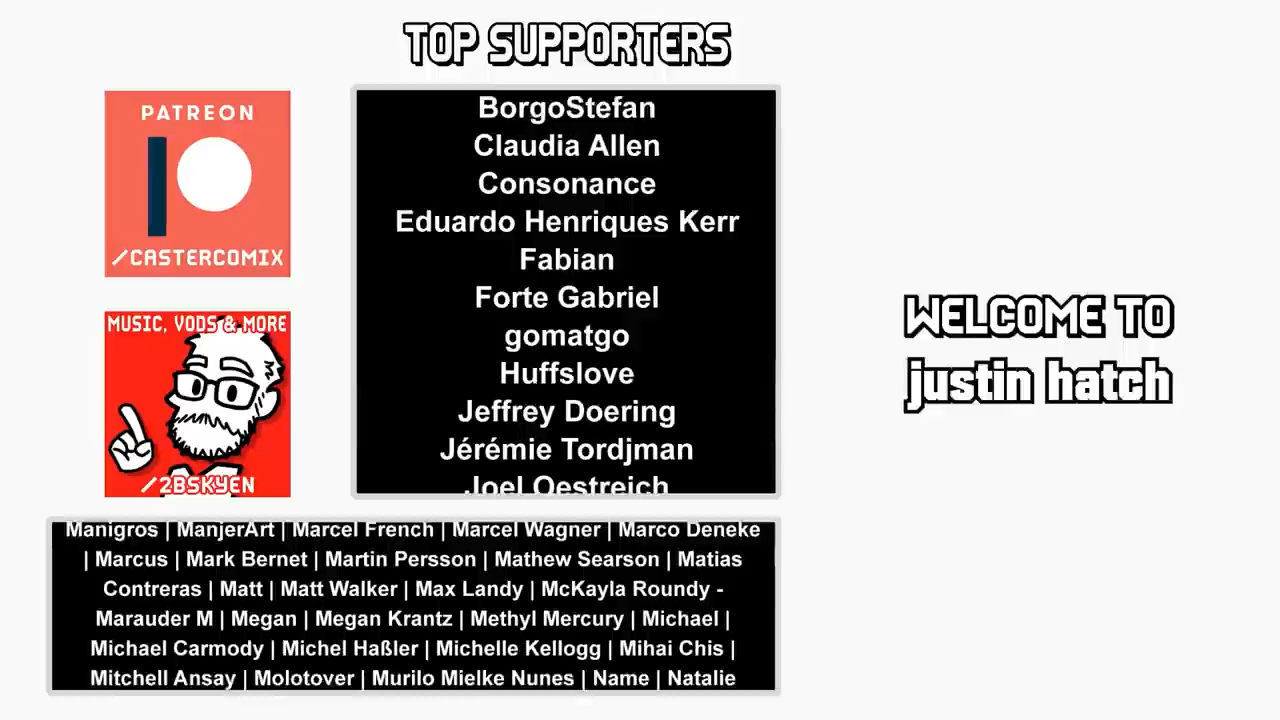 TOP SUPPORTERS
PATREON
/CASTERCOMIX
MUSIC, VODS & MORE
/2BSKYEN
BorgoStefan
Claudia Allen
Consonance
Eduardo Henriques Kerr
Fabian
Forte Gabriel
gomatgo
Huffslove
Jeffrey Doering
Jérémie Tordjman
Joel Oestreich
WELCOME TO
justin hatch
Manigros | ManjerArt | Marcel French | Marcel Wagner | Marco Deneke
| Marcus | Mark Bernet | Martin Persson | Mathew Searson | Matias
Contreras | Matt | Matt Walker | Max Landy | McKayla Roundy -
Marauder M | Megan | Megan Krantz | Methyl Mercury | Michael |
Michael Carmody | Michel Haßler | Michelle Kellogg | Mihai Chis |
Mitchell Ansay | Molotover | Murilo Mielke Nunes | Name | Natalie